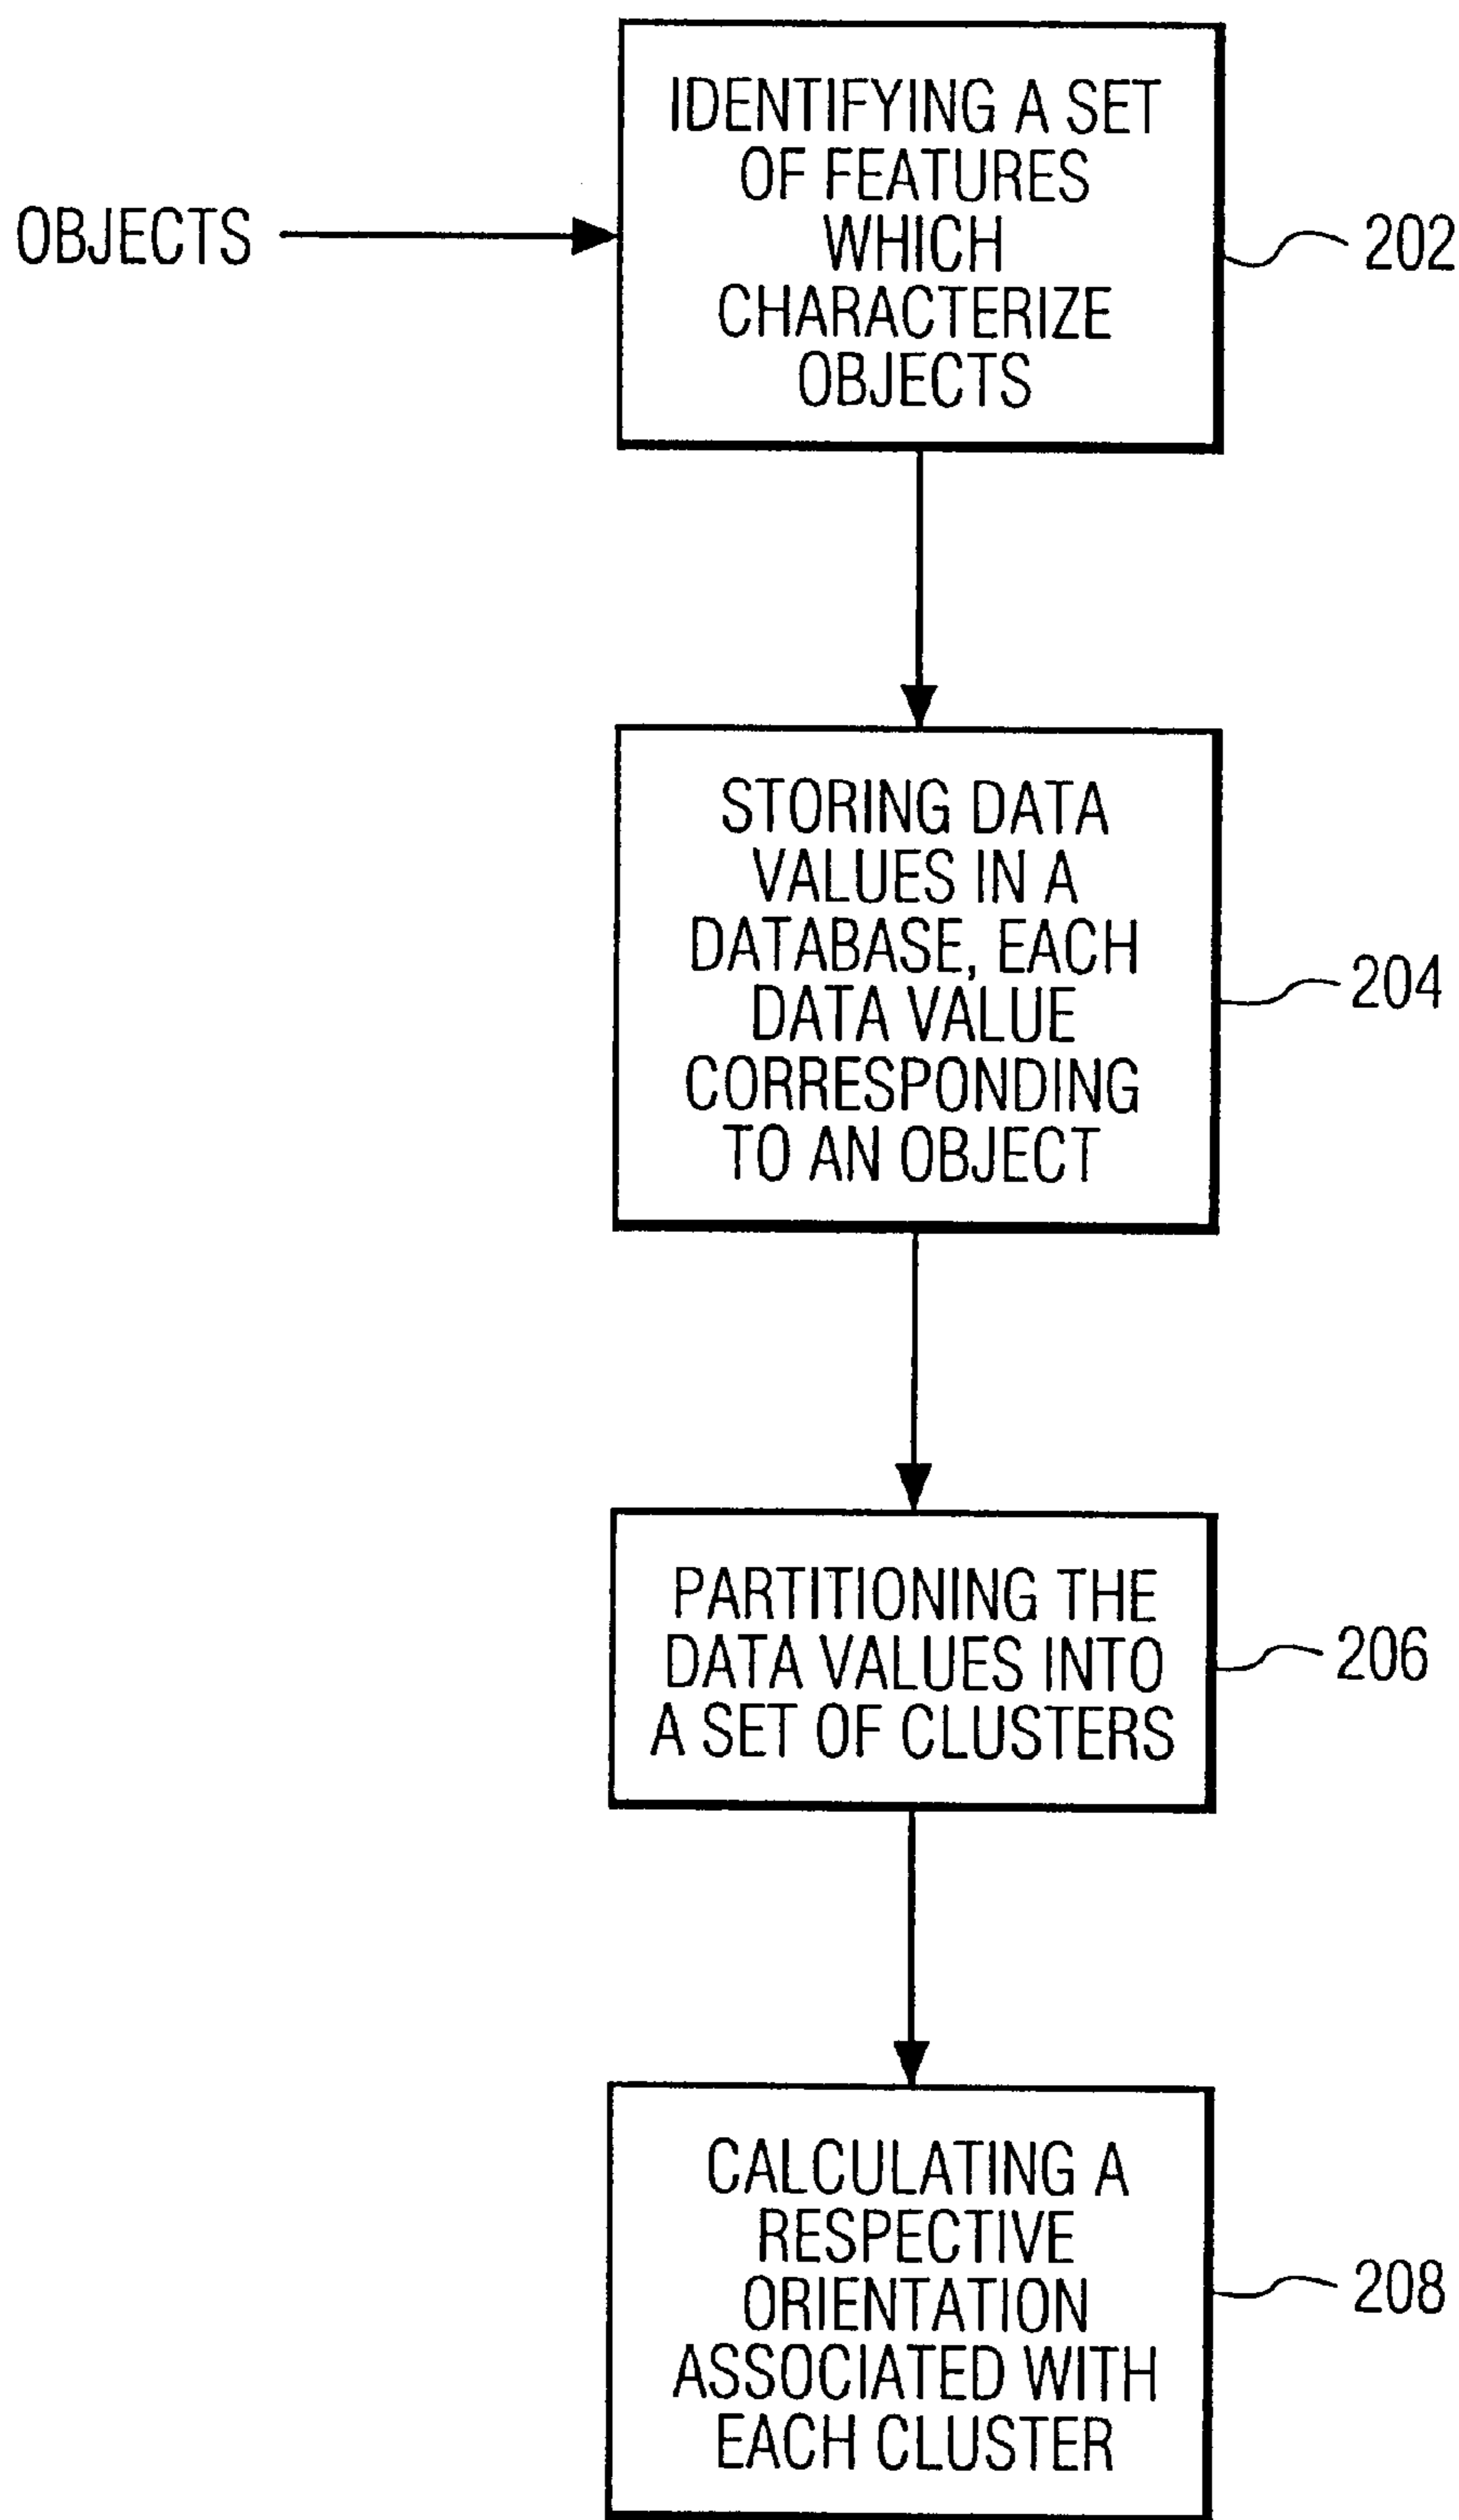 IDENTIFYING A SET
OF FEATURES
WHICH
CHARACTERIZE
OBJECTS
OBJECTS
202
STORING DATA
VALUES IN A
DATABASE, EACH
DATA VALUE
CORRESPONDING
TO AN OBJECT
204
PARTITIONING THE
DATA VALUES INTO
A SET OF CLUSTERS
206
CALCULATING A
RESPECTIVE
ORIENTATION
ASSOCIATED WITH
EACH CLUSTER
208